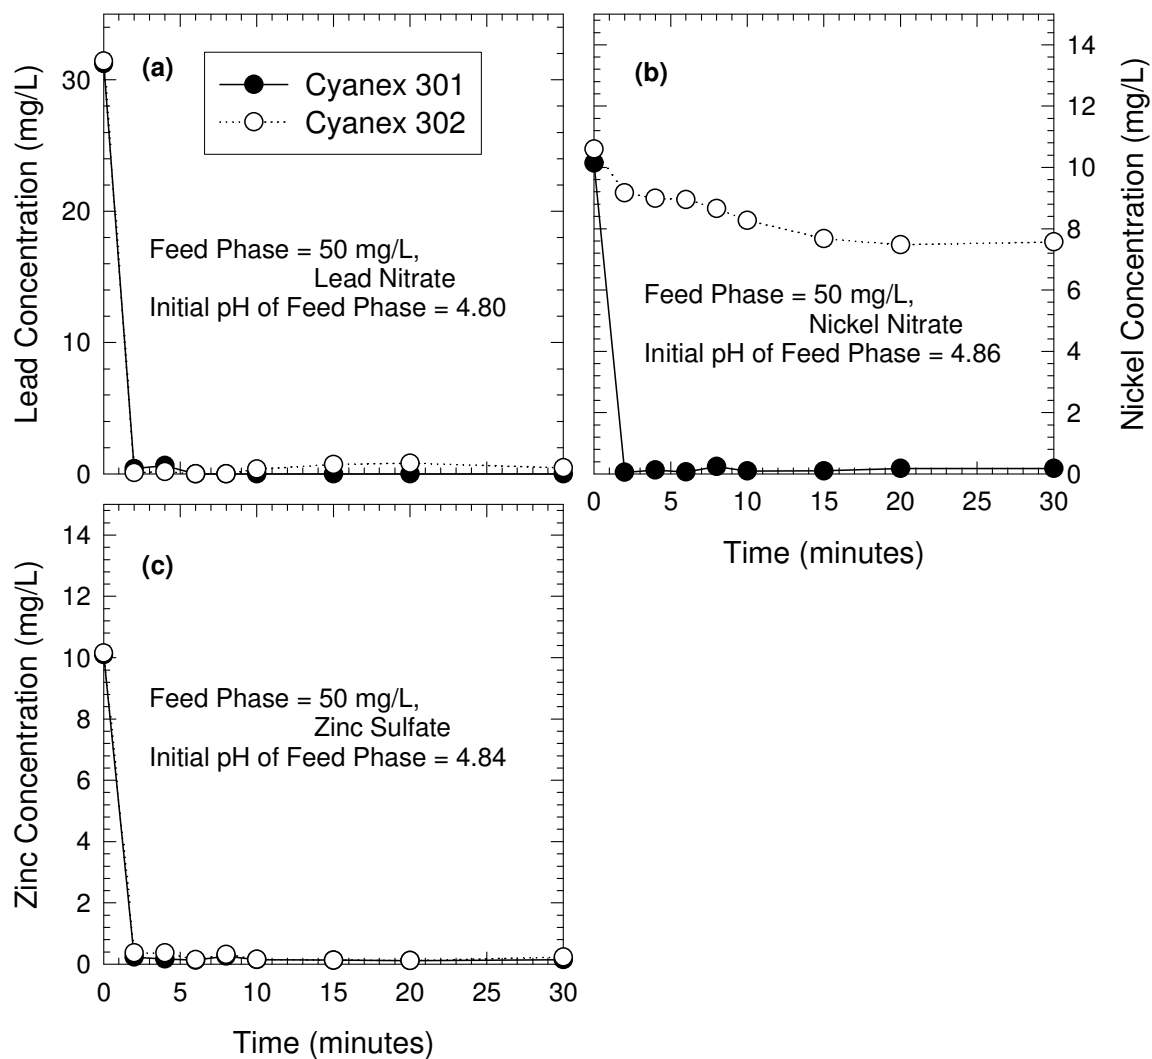 (a)
Cyanex 301
Cyanex 302
Feed Phase = 50 mg/L,
Lead Nitrate
Initial pH of Feed Phase = 4.80
Lead Concentration (mg/L)
30
20
10
0
(b)
Feed Phase = 50 mg/L,
Nickel Nitrate
Initial pH of Feed Phase = 4.86
Nickel Concentration (mg/L)
14
12
10
8
6
4
2
0
0 5 10 15 20 25 30
Time (minutes)
(c)
Feed Phase = 50 mg/L,
Zinc Sulfate
Initial pH of Feed Phase = 4.84
Zinc Concentration (mg/L)
14
12
10
8
6
4
2
0
0 5 10 15 20 25 30
Time (minutes)